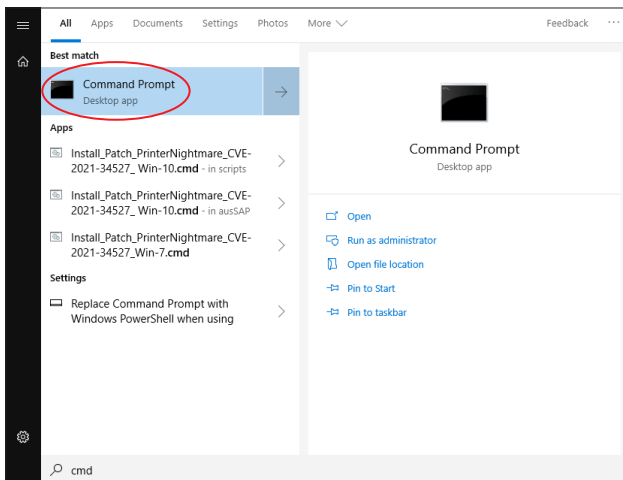 All Apps Documents Settings Photos More Feedback ...
Best match
Command Prompt
Desktop app
Apps
Install_Patch_PrinterNightmare_CVE-
2021-34527_ Win-10.cmd - in scripts
Install_Patch_PrinterNightmare_CVE-
2021-34527_ Win-10.cmd - in ausSAP
Install_Patch_PrinterNightmare_CVE-
2021-34527_Win-7.cmd
Settings
Replace Command Prompt with
Windows PowerShell when using
Command Prompt
Desktop app
Open
Run as administrator
Open file location
Pin to Start
Pin to taskbar
cmd